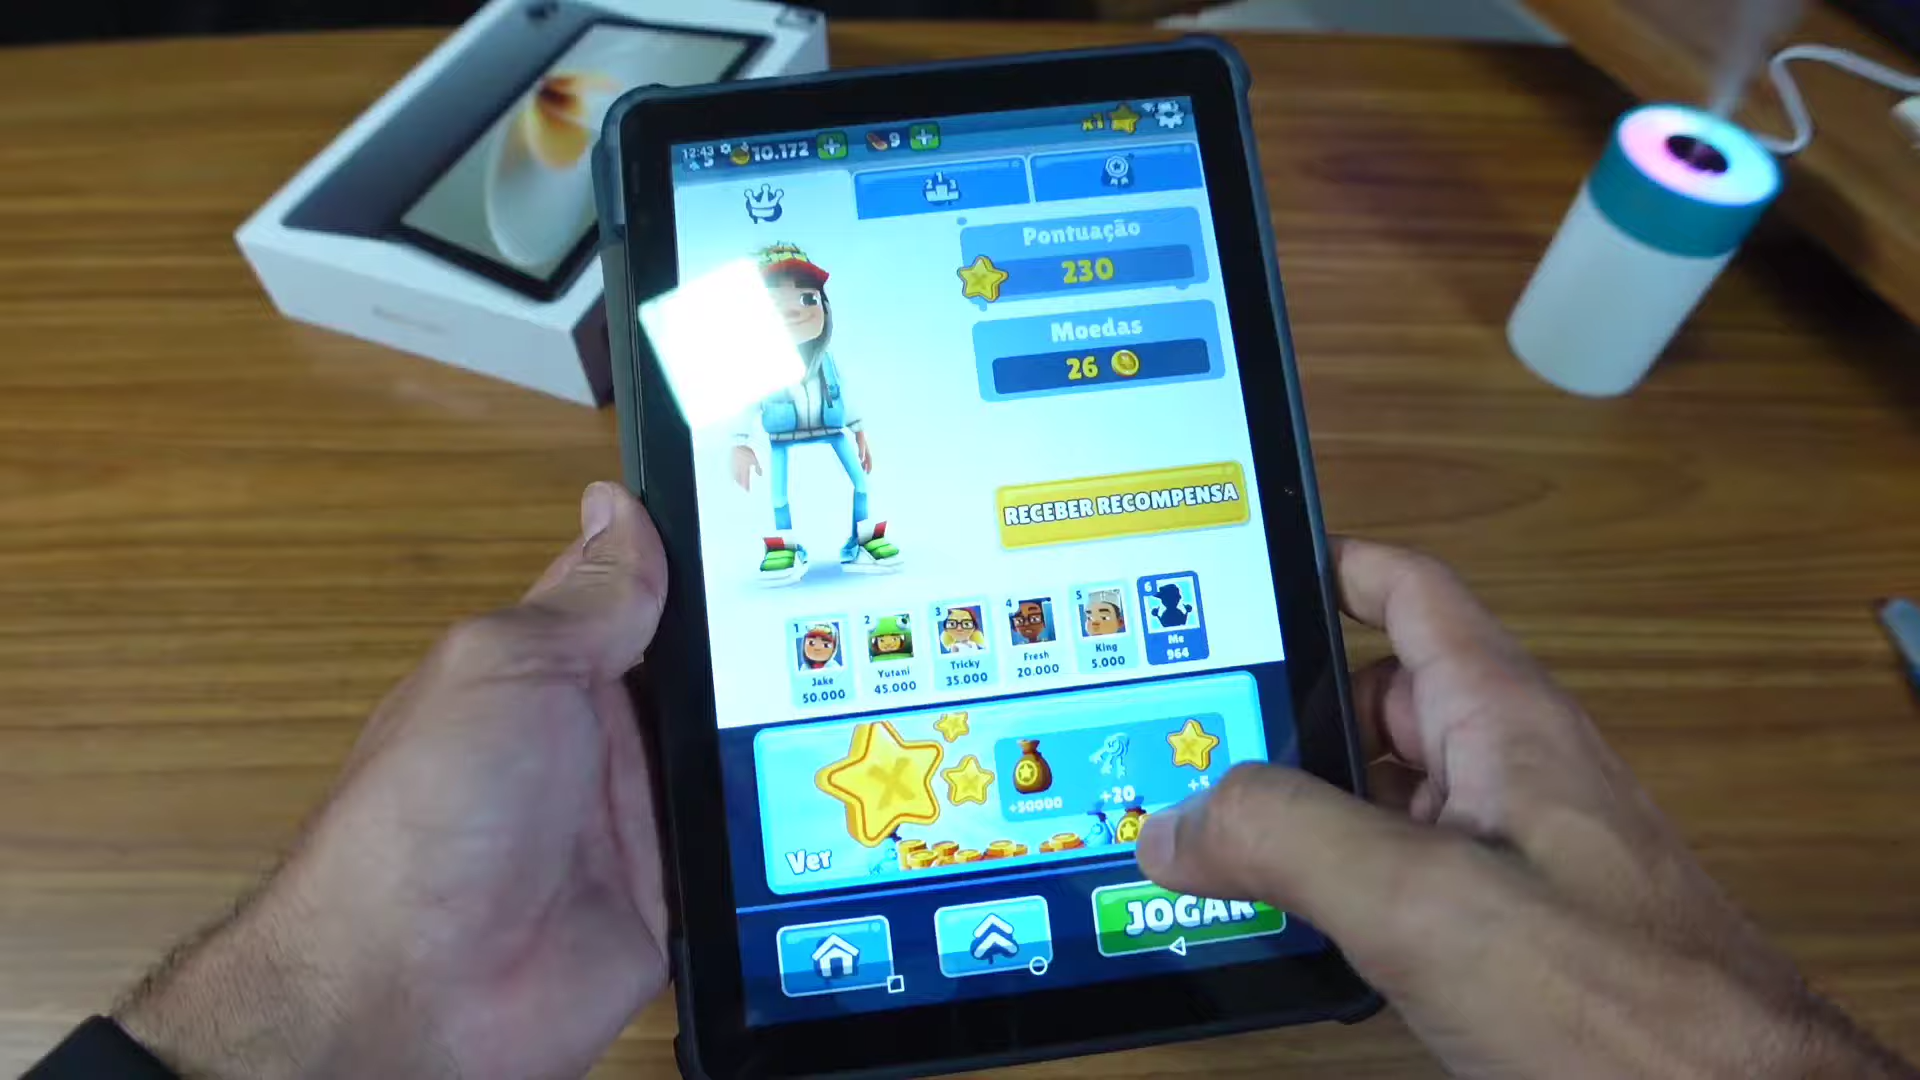 12:43
10.172
9
x1
Pontuação
230
Moedas
26
RECEBER RECOMPENSA
1 2 3 4 5 6
Jake Yutani Tricky Fresh King Me
50.000 45.000 35.000 20.000 5.000 964
+20 +5
Ver
JOGAR